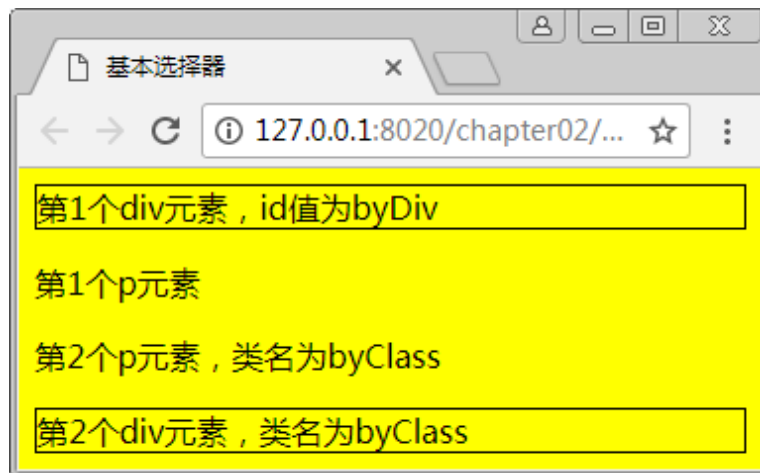 基本选择器
127.0.0.1:8020/chapter02/...
第1个div元素，id值为byDiv
第1个p元素
第2个p元素，类名为byClass
第2个div元素，类名为byClass